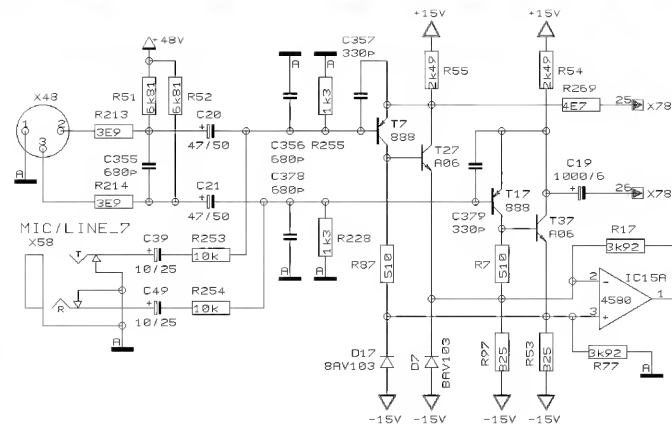 +15V
+15V
C357
330p
+48V
R55
2k49
R54
2k49
A
A
R269
4E7
25
X78
X48
R51
6k81
R52
6k81
C20
47/50
1k3
T7
888
R213
3E9
1
2
3
C356
680p
R255
T27
A06
C19
1000/6
C355
680p
C378
680p
T17
888
26
X78
A
R214
3E9
C21
47/50
C379
330p
T37
A06
R17
3k92
MIC/LINE_7
X58
T
C39
10/25
R253
10k
1k3
R228
R87
510
R7
510
IC15A
2
-
4580
1
3
+
R
C49
10/25
R254
10k
A
A
A
D17
BAV103
D7
BAV103
R97
825
R53
825
3k92
R77
A
-15V
-15V
-15V
-15V